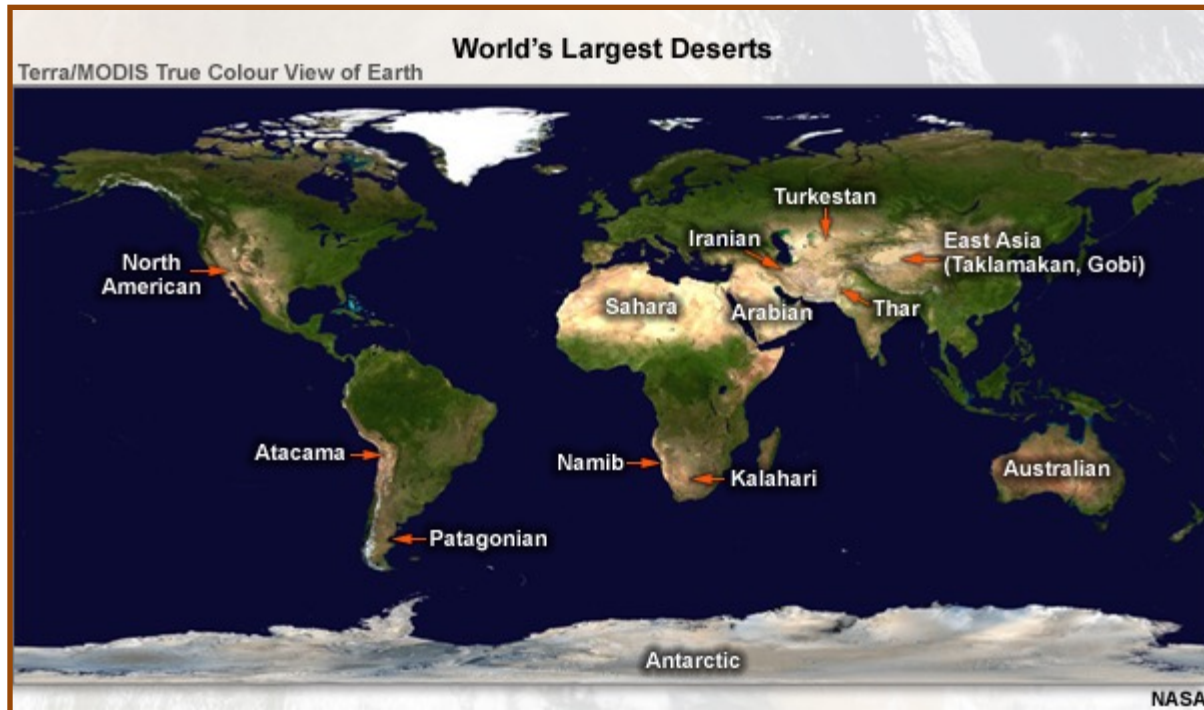 World's Largest Deserts
Terra/MODIS True Colour View of Earth
Turkestan
Iranian
East Asia
(Taklamakan, Gobi)
North
American
Sahara
Arabian
Thar
Atacama
Namib
Kalahari
Australian
Patagonian
Antarctic
NASA